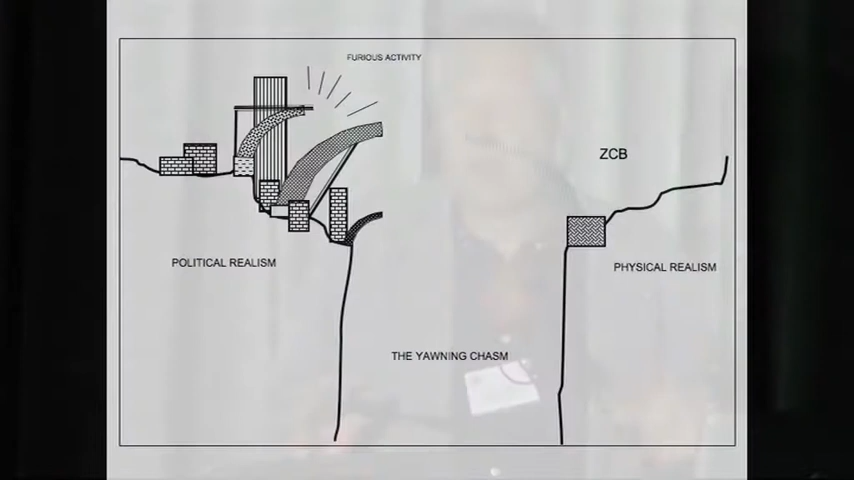 FURIOUS ACTIVITY
ZCB
POLITICAL REALISM
PHYSICAL REALISM
THE YAWNING CHASM